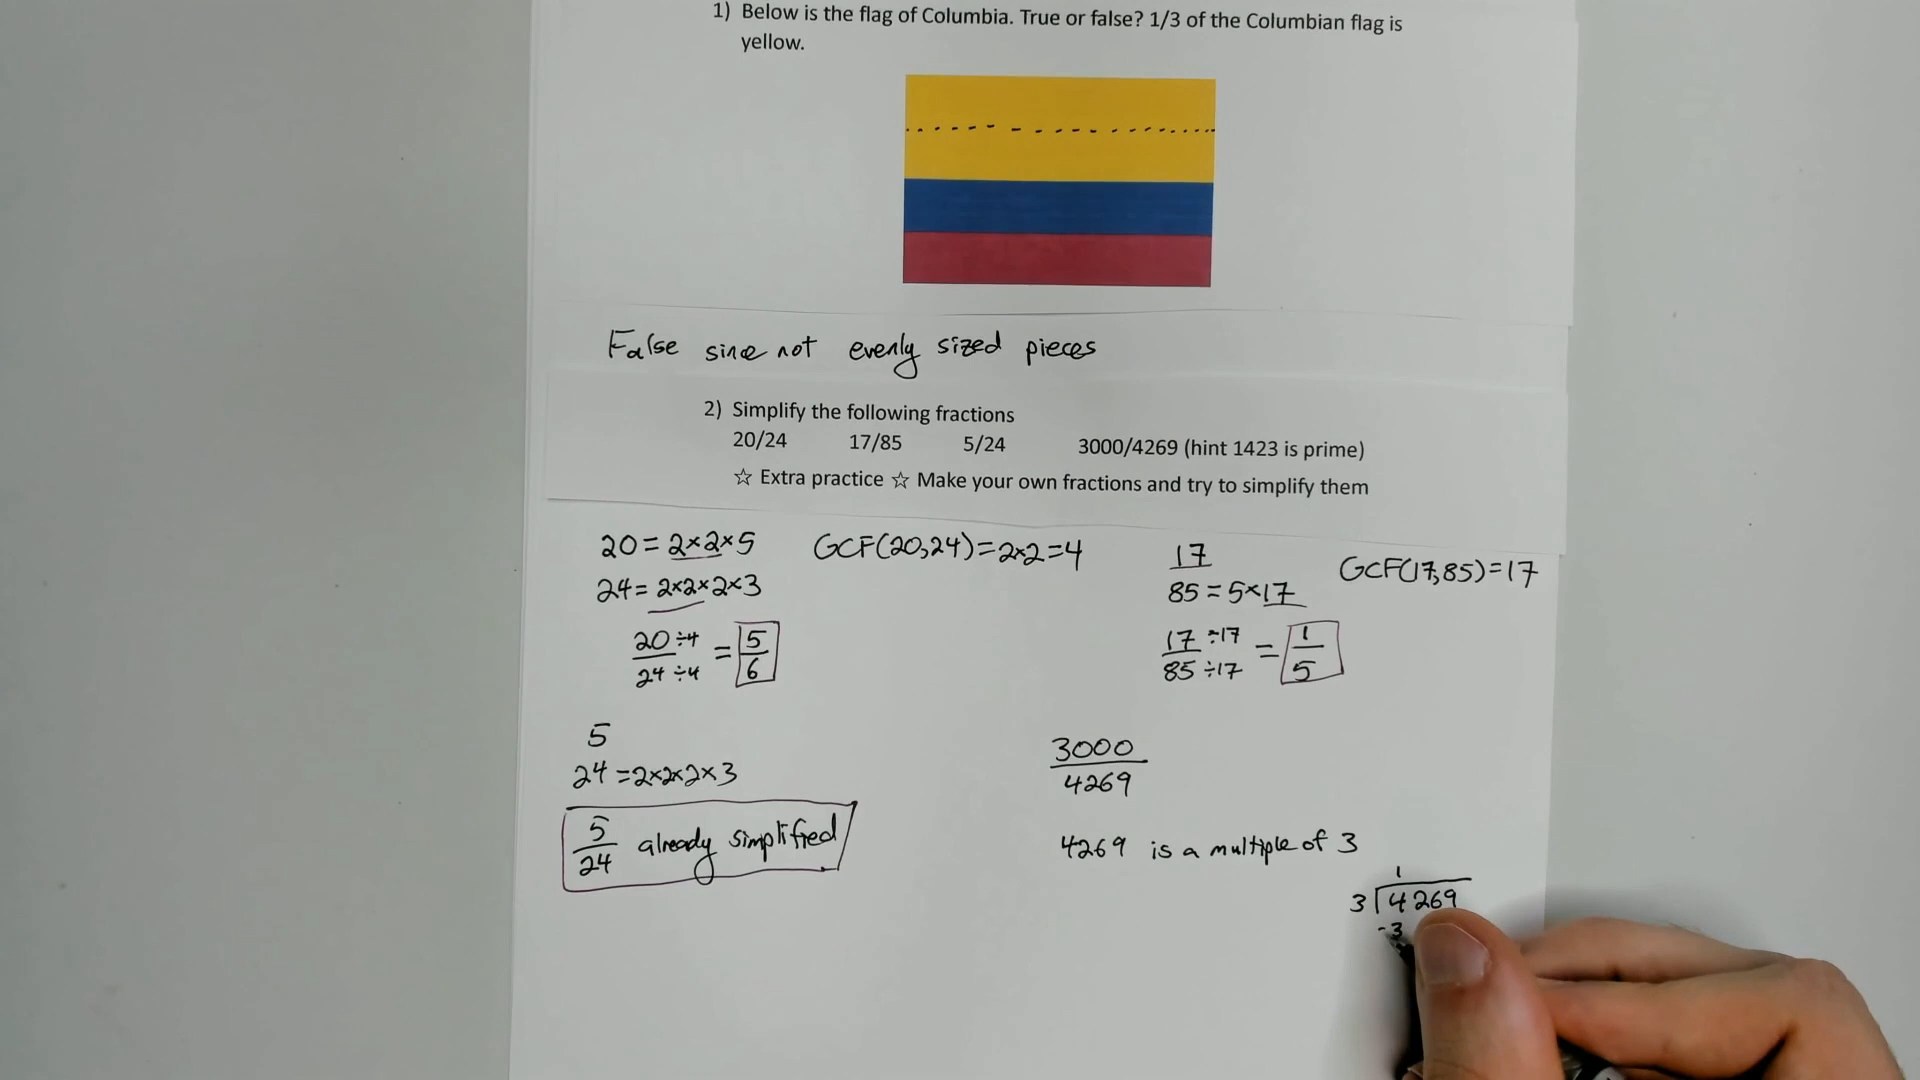 1) Below is the flag of Columbia. True or false? 1/3 of the Columbian flag is
yellow.
False since not evenly sized pieces
2) Simplify the following fractions
20/24 17/85 5/24 3000/4269 (hint 1423 is prime)
☆ Extra practice ☆ Make your own fractions and try to simplify them
20 = 2×2×5 GCF(20,24)=2×2=4
24 = 2×2×2×3
20 ÷4
24 ÷4
=
5
6
17 GCF(17,85)=17
85 = 5×17
17 ÷17
85 ÷17
=
1
5
5
24 =2×2×2×3
5
24
already simplified
3000
4269
4269 is a multiple of 3
1
3 4269
-3